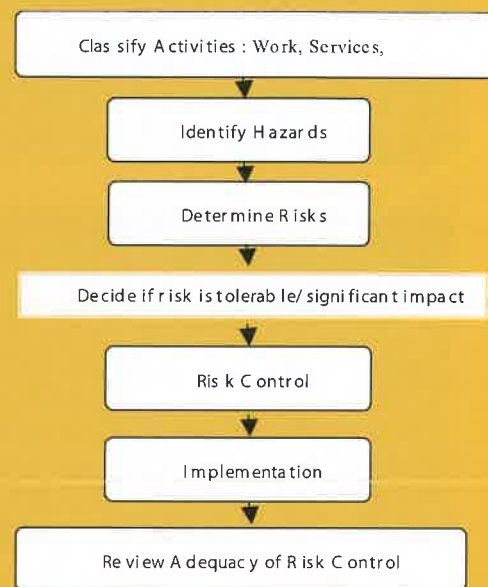 Classify Activities : Work, Services,
Identify Hazards
Determine Risks
Decide if risk is tolerable/ significant impact
Risk Control
Implementation
Review Adequacy of Risk Control